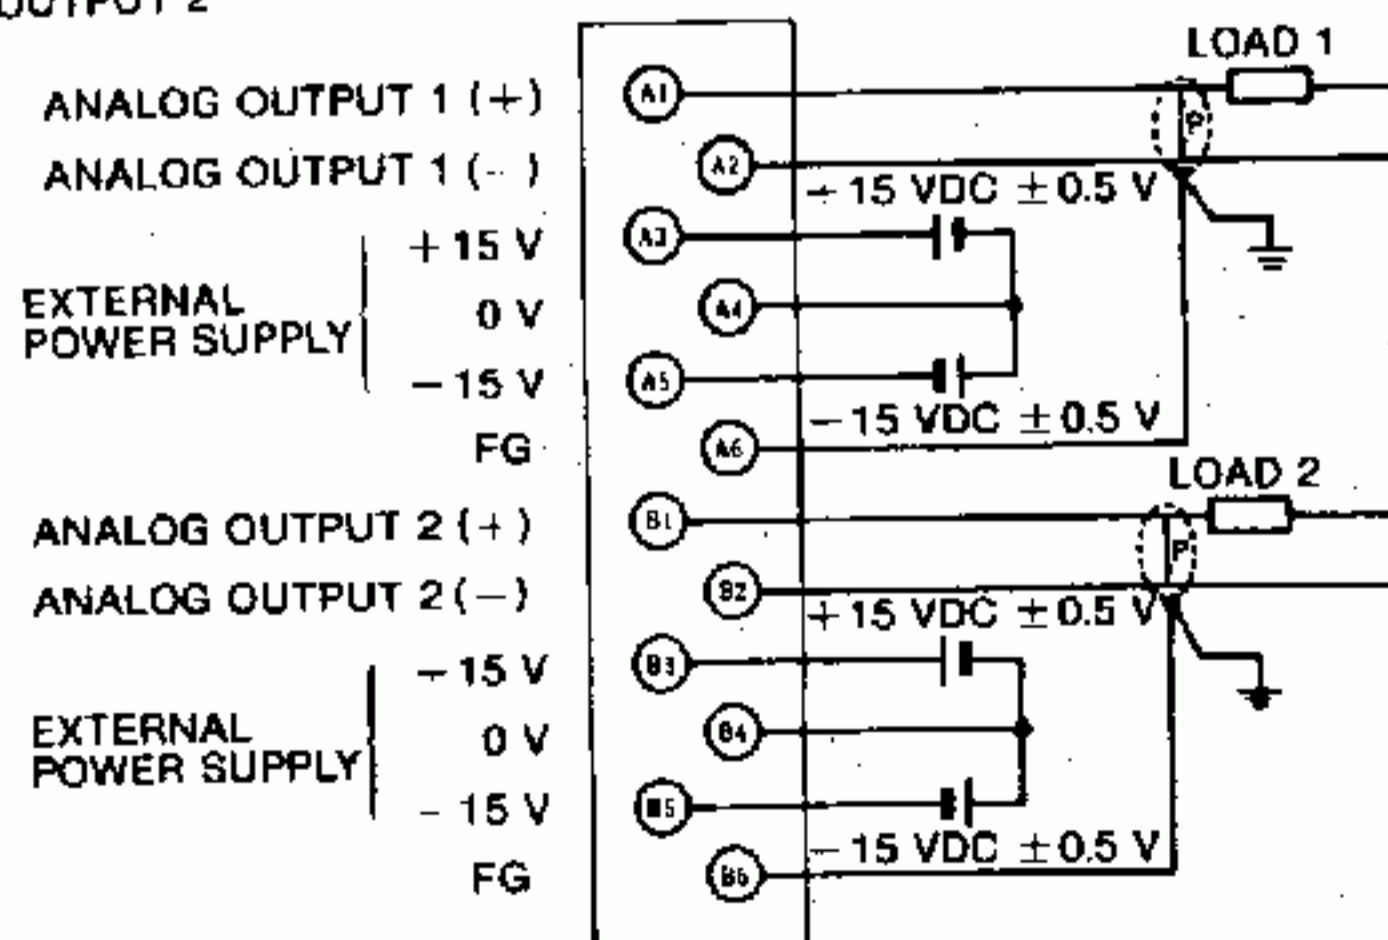 OUTPUT 2
LOAD 1
ANALOG OUTPUT 1 (+)
A1
P
ANALOG OUTPUT 1 (-)
A2
+ 15 VDC ± 0.5 V
+ 15 V
A3
EXTERNAL
POWER SUPPLY
0 V
A4
- 15 V
A5
- 15 VDC ± 0.5 V
FG
A6
LOAD 2
ANALOG OUTPUT 2 (+)
B1
P
ANALOG OUTPUT 2 (-)
B2
+ 15 VDC ± 0.5 V
- 15 V
B3
EXTERNAL
POWER SUPPLY
0 V
B4
- 15 V
B5
- 15 VDC ± 0.5 V
FG
B6